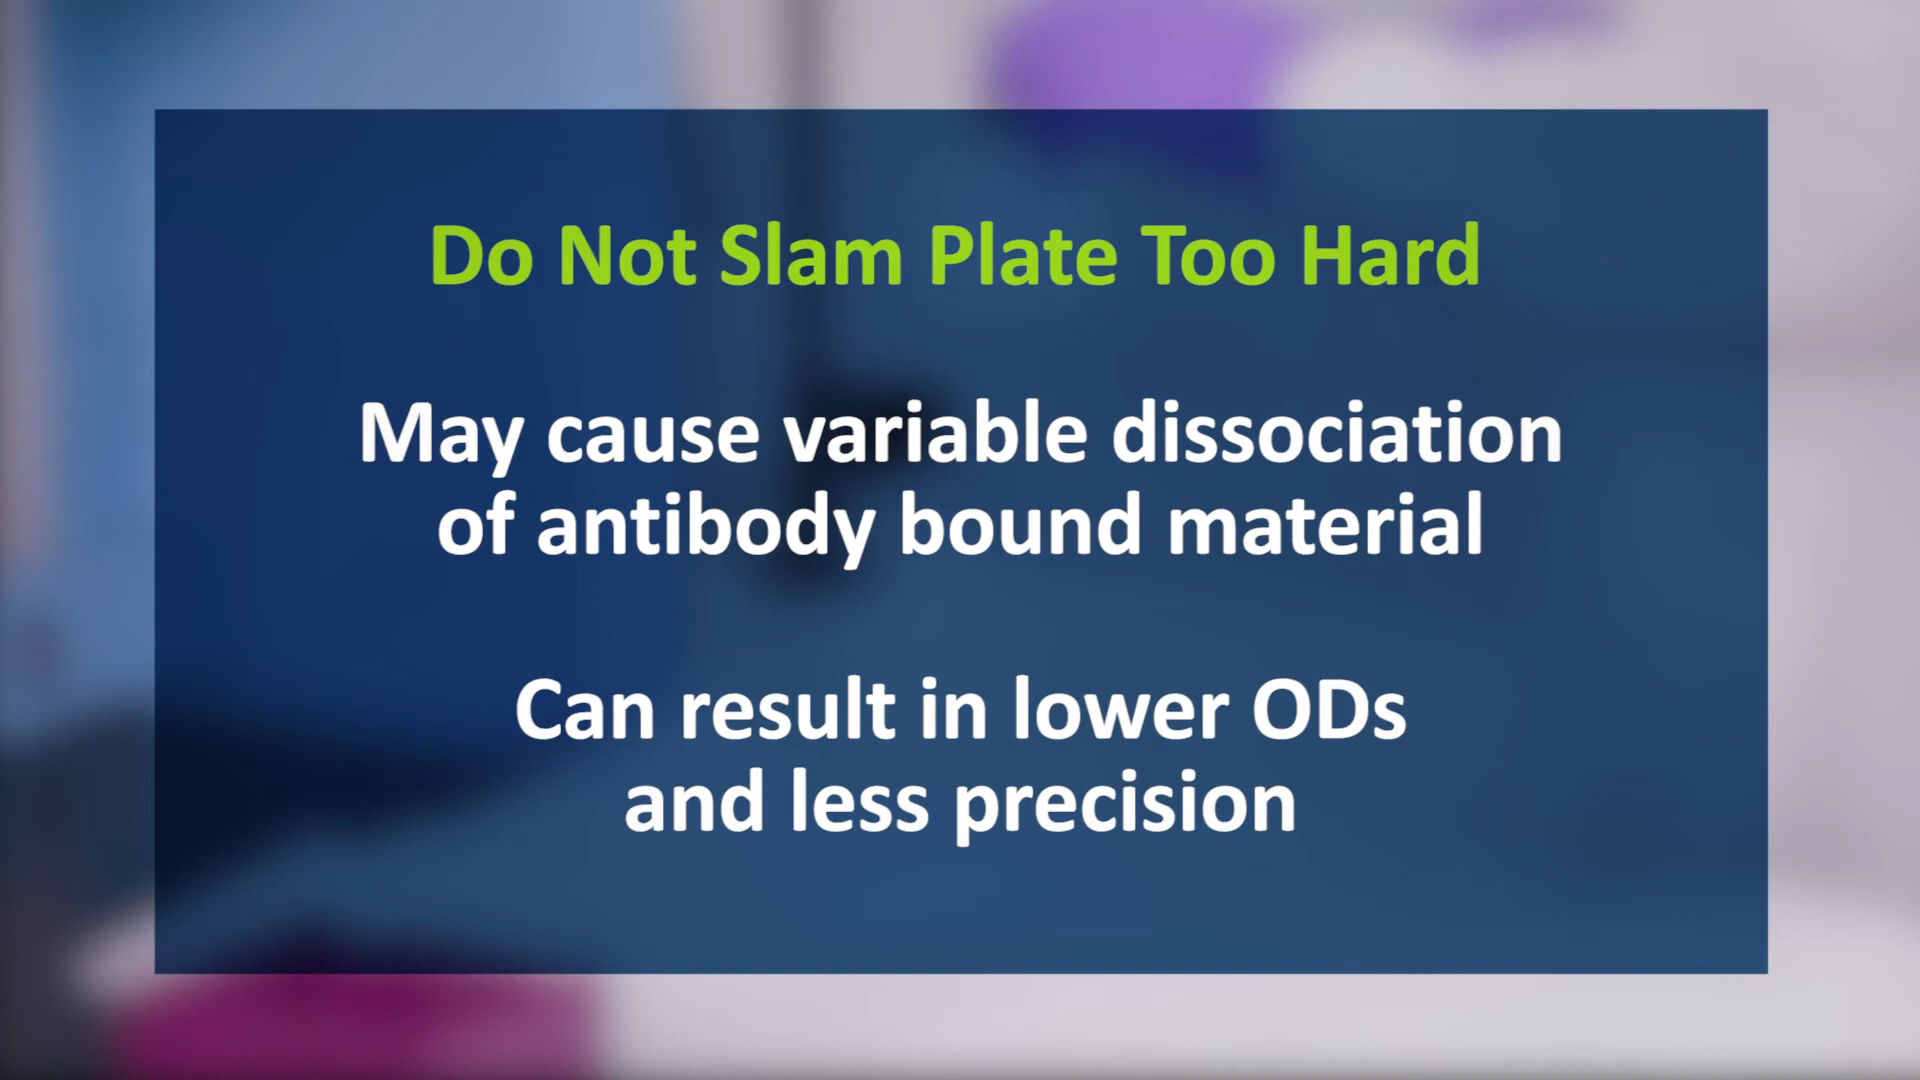 Do Not Slam Plate Too Hard
May cause variable dissociation
of antibody bound material
Can result in lower ODs
and less precision